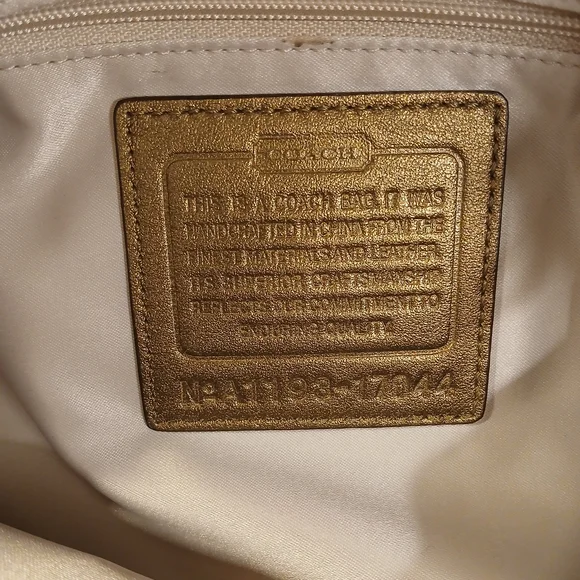 COACH
THIS IS A COACH BAG. IT WAS
HANDCRAFTED IN CHINA FROM THE
FINEST MATERIALS AND LEATHER.
ITS SUPERIOR CRAFTSMANSHIP
REFLECTS OUR COMMITMENT TO
ENDURING QUALITY.
Nº A1193-17044